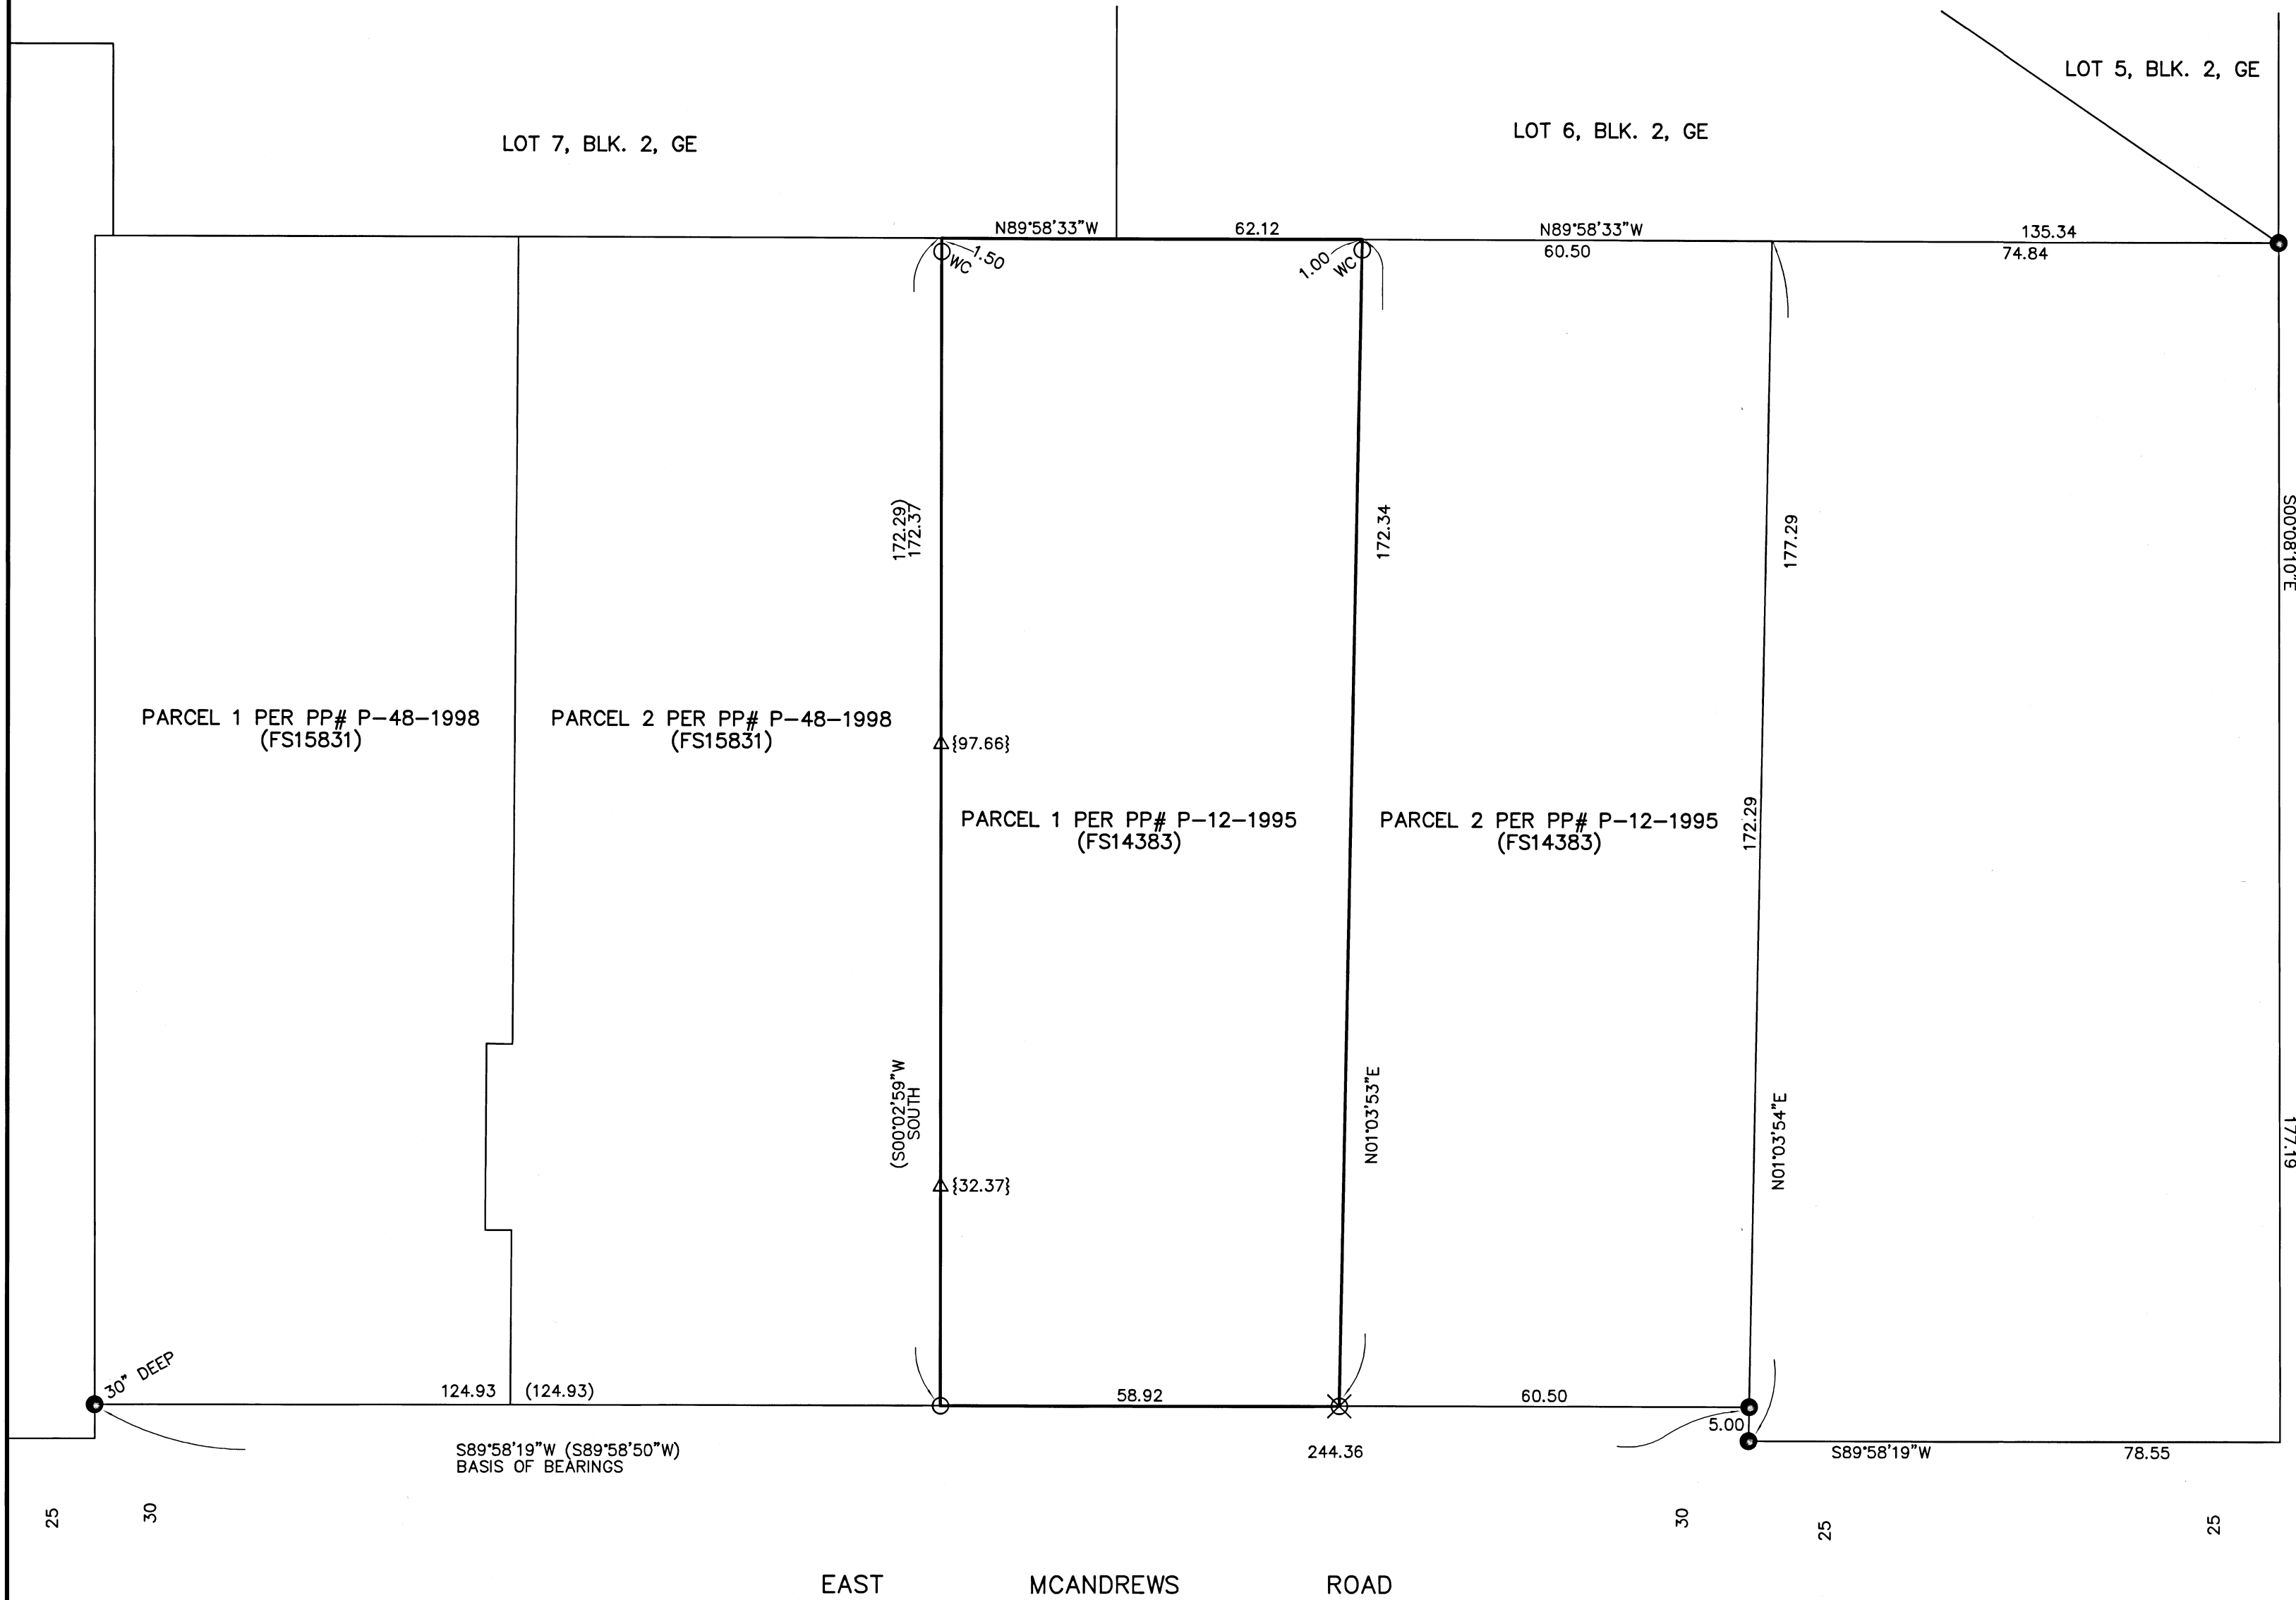 LOT 5, BLK. 2, GE
LOT 6, BLK. 2, GE
LOT 7, BLK. 2, GE
N89°58'33"W
62.12
N89°58'33"W
60.50
135.34
74.84
WC
1.50
1.00
WC
172.29)
172.37
172.34
177.29
S00°08'10"E
PARCEL 1 PER PP# P-48-1998
(FS15831)
PARCEL 2 PER PP# P-48-1998
(FS15831)
{97.66}
PARCEL 1 PER PP# P-12-1995
(FS14383)
PARCEL 2 PER PP# P-12-1995
(FS14383)
172.29
(S00°02'59"W
SOUTH
N01°03'53"E
N01°03'54"E
177.19
{32.37}
30" DEEP
124.93
(124.93)
58.92
60.50
5.00
S89°58'19"W (S89°58'50"W)
BASIS OF BEARINGS
244.36
S89°58'19"W
78.55
25
30
30
25
25
EAST MCANDREWS ROAD